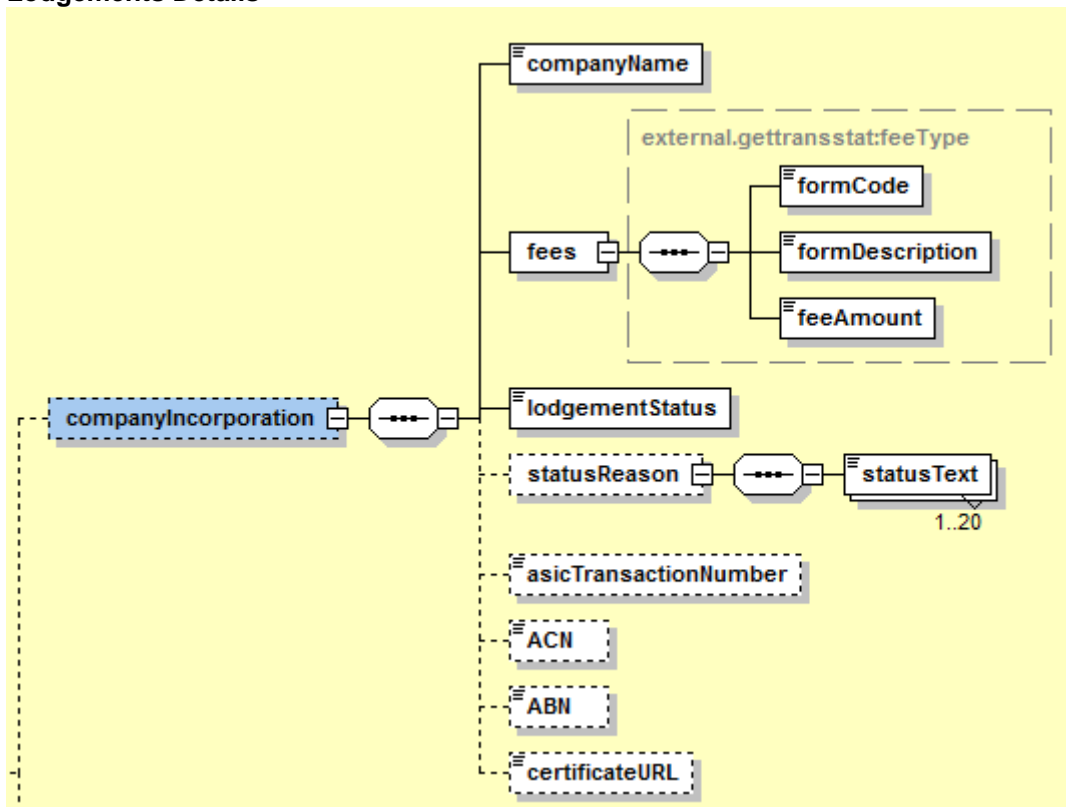 Lodgements Details
companyName
external.gettransstat:feeType
formCode
fees
formDescription
feeAmount
companyIncorporation
lodgementStatus
statusReason
statusText
1..20
asicTransactionNumber
ACN
ABN
certificateURL